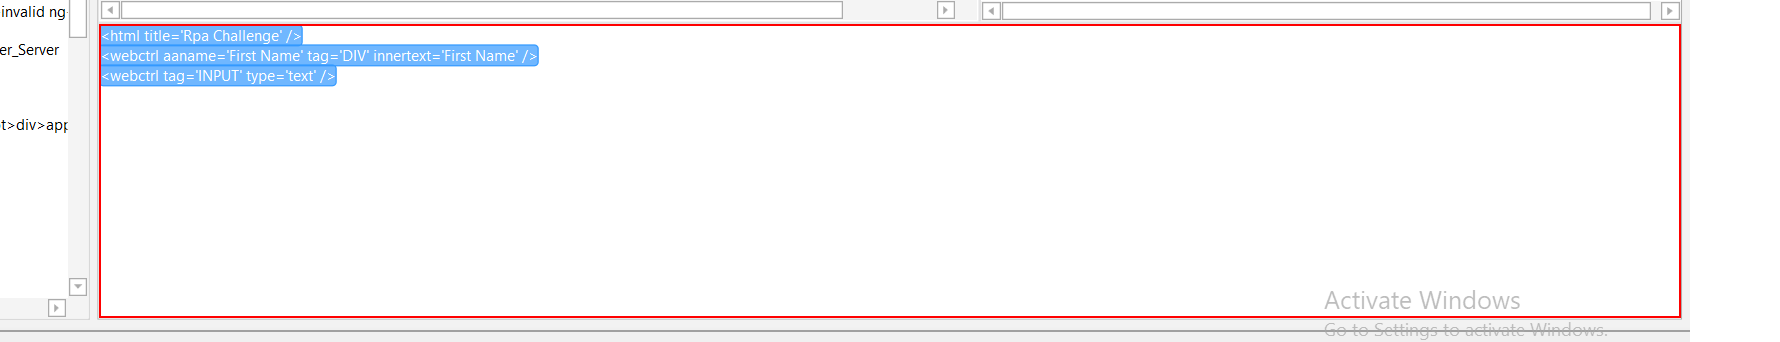 invalid ng-
er_Server
t>div>app
<html title='Rpa Challenge' />
<webctrl aaname='First Name' tag='DIV' innertext='First Name' />
<webctrl tag='INPUT' type='text' />
Activate Windows
Go to Settings to activate Windows.